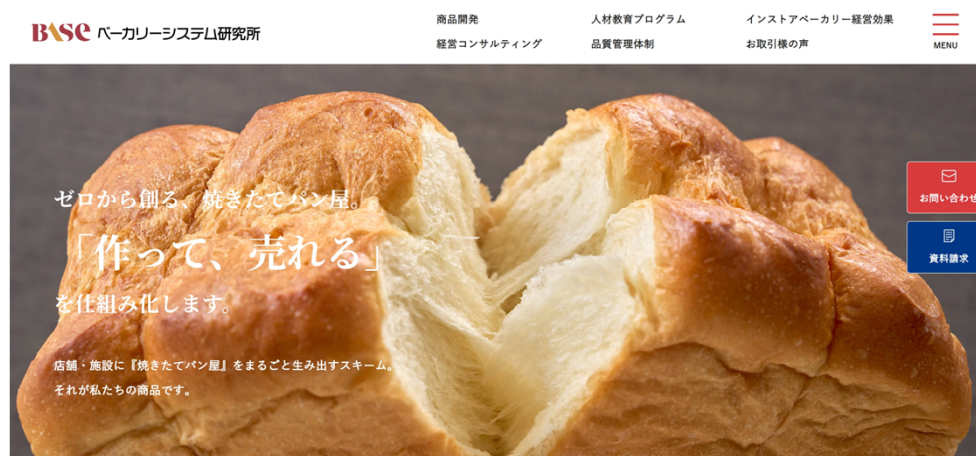 BASe ベーカリーシステム研究所
商品開発
人材教育プログラム
インストアベーカリー経営効果
経営コンサルティング
品質管理体制
お取引様の声
MENU
ゼロから創る、焼きたてパン屋。
「作って、売れる」
を仕組み化します。
店舗・施設に『焼きたてパン屋』をまるごと生み出すスキーム。
それが私たちの商品です。
お問い合わせ
資料請求